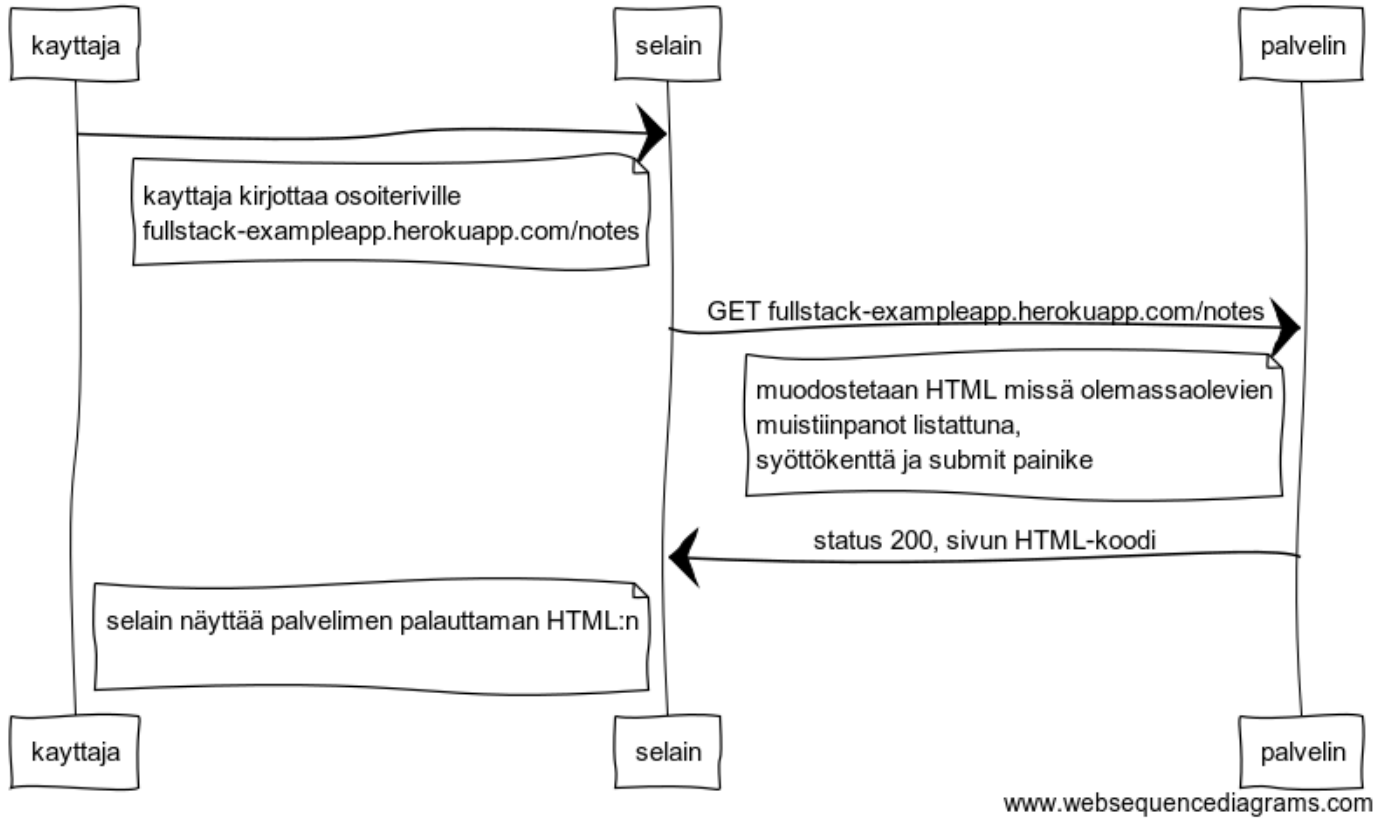 kayttaja
selain
palvelin
kayttaja kirjottaa osoiteriville
fullstack-exampleapp.herokuapp.com/notes
GET fullstack-exampleapp.herokuapp.com/notes
muodostetaan HTML missä olemassaolevien
muistiinpanot listattuna,
syöttökenttä ja submit painike
status 200, sivun HTML-koodi
selain näyttää palvelimen palauttaman HTML:n
kayttaja
selain
palvelin
www.websequencediagrams.com